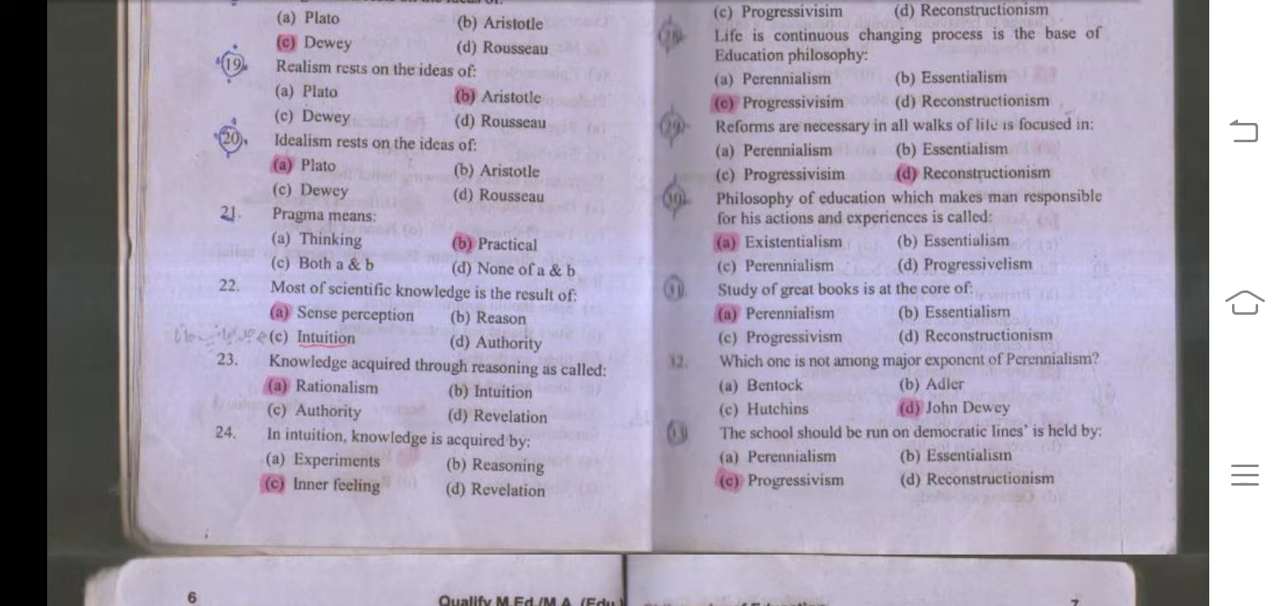 (a) Plato (b) Aristotle
(c) Dewey (d) Rousseau
19. Realism rests on the ideas of:
(a) Plato (b) Aristotle
(c) Dewey (d) Rousseau
20. Idealism rests on the ideas of:
(a) Plato (b) Aristotle
(c) Dewey (d) Rousseau
21. Pragma means:
(a) Thinking (b) Practical
(c) Both a & b (d) None of a & b
22. Most of scientific knowledge is the result of:
(a) Sense perception (b) Reason
(c) Intuition (d) Authority
23. Knowledge acquired through reasoning as called:
(a) Rationalism (b) Intuition
(c) Authority (d) Revelation
24. In intuition, knowledge is acquired by:
(a) Experiments (b) Reasoning
(c) Inner feeling (d) Revelation
(c) Progressivisim (d) Reconstructionism
Life is continuous changing process is the base of
Education philosophy:
(a) Perennialism (b) Essentialism
(c) Progressivisim (d) Reconstructionism
Reforms are necessary in all walks of life is focused in:
(a) Perennialism (b) Essentialism
(c) Progressivisim (d) Reconstructionism
Philosophy of education which makes man responsible
for his actions and experiences is called:
(a) Existentialism (b) Essentialism
(c) Perennialism (d) Progressivelism
Study of great books is at the core of:
(a) Perennialism (b) Essentialism
(c) Progressivism (d) Reconstructionism
32. Which one is not among major exponent of Perennialism?
(a) Bentock (b) Adler
(c) Hutchins (d) John Dewey
The school should be run on democratic lines' is held by:
(a) Perennialism (b) Essentialism
(c) Progressivism (d) Reconstructionism
6 Qualify M.Ed/M.A. (Edu.)
7